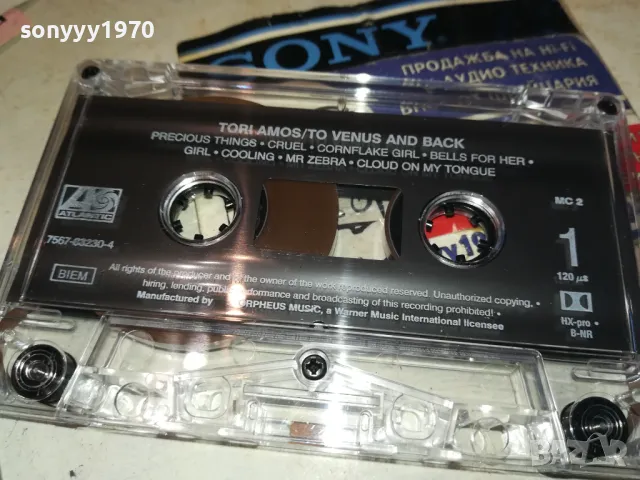 sonyyy1970
SONY
ПРОДАЖБА НА Hi-Fi
АУДИО ТЕХНИКА
TORI AMOS/TO VENUS AND BACK
PRECIOUS THINGS • CRUEL • CORNFLAKE GIRL • BELLS FOR HER •
GIRL • COOLING • MR ZEBRA • CLOUD ON MY TONGUE
ATLANTIC
7567-83230-4
BIEM
MC 2
1
120 µs
HX-pro •
B-NR
All rights of the producer and of the owner of the work produced reserved. Unauthorized copying,
hiring, lending, public performance and broadcasting of this recording prohibited!
Manufactured by ORPHEUS MUSIC, a Warner Music International licensee